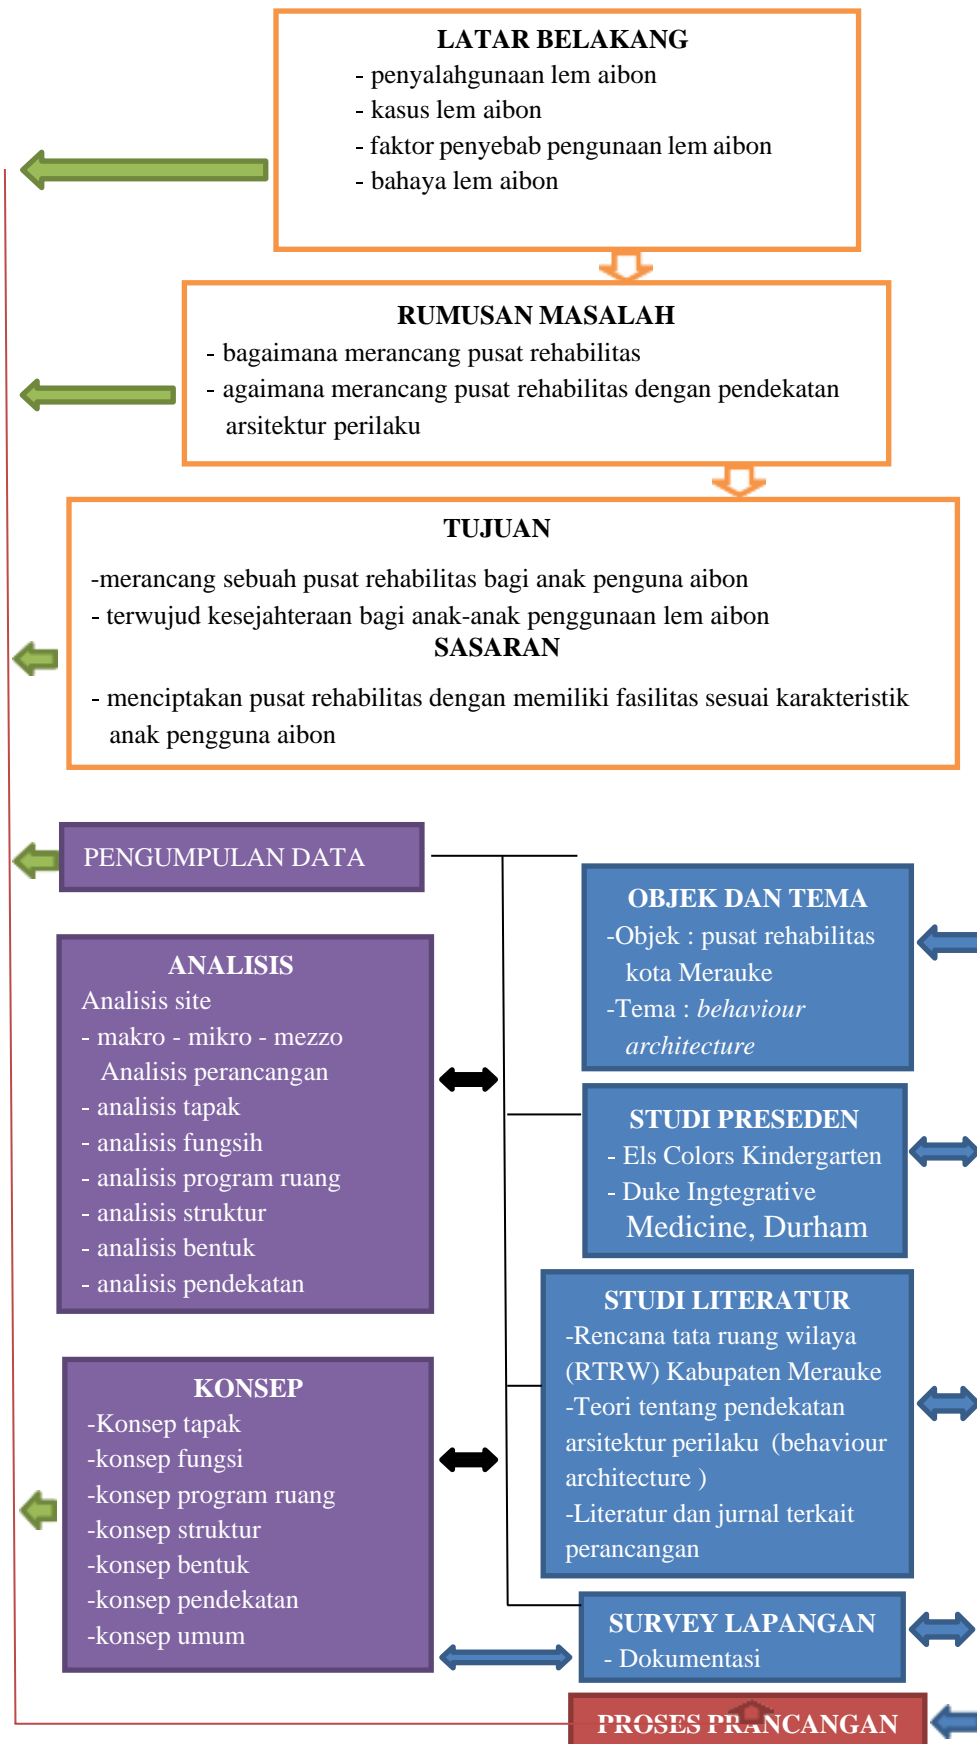 LATAR BELAKANG
- penyalahgunaan lem aibon
- kasus lem aibon
- faktor penyebab pengunaan lem aibon
- bahaya lem aibon
RUMUSAN MASALAH
- bagaimana merancang pusat rehabilitas
- agaimana merancang pusat rehabilitas dengan pendekatan
arsitektur perilaku
TUJUAN
-merancang sebuah pusat rehabilitas bagi anak penguna aibon
- terwujud kesejahteraan bagi anak-anak penggunaan lem aibon
SASARAN
- menciptakan pusat rehabilitas dengan memiliki fasilitas sesuai karakteristik
anak pengguna aibon
PENGUMPULAN DATA
ANALISIS
Analisis site
- makro - mikro - mezzo
Analisis perancangan
- analisis tapak
- analisis fungsih
- analisis program ruang
- analisis struktur
- analisis bentuk
- analisis pendekatan
KONSEP
-Konsep tapak
-konsep fungsi
-konsep program ruang
-konsep struktur
-konsep bentuk
-konsep pendekatan
-konsep umum
OBJEK DAN TEMA
-Objek : pusat rehabilitas
kota Merauke
-Tema : behaviour
architecture
STUDI PRESEDEN
- Els Colors Kindergarten
- Duke Ingtegrative
Medicine, Durham
STUDI LITERATUR
-Rencana tata ruang wilaya
(RTRW) Kabupaten Merauke
-Teori tentang pendekatan
arsitektur perilaku  (behaviour
architecture )
-Literatur dan jurnal terkait
perancangan
SURVEY LAPANGAN
- Dokumentasi
PROSES PRANCANGAN